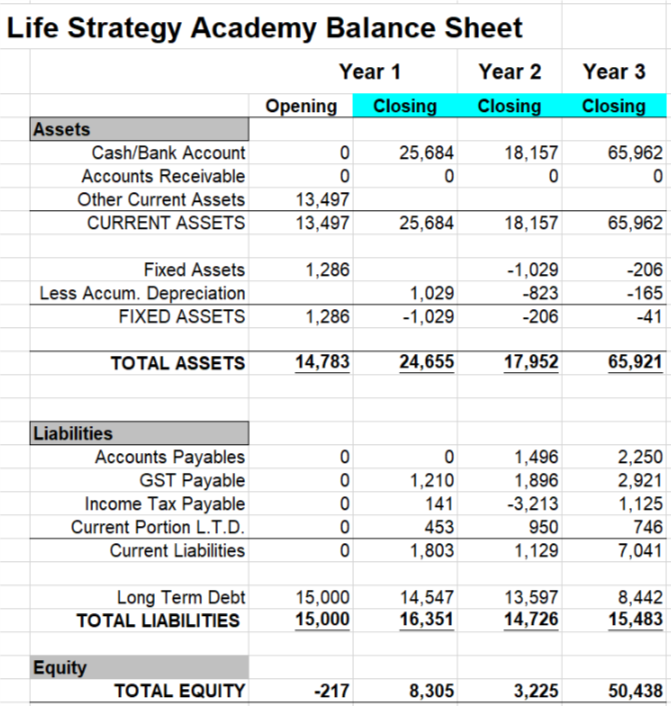 Life Strategy Academy Balance Sheet
Year 1 Year 2 Year 3
Opening Closing Closing Closing
Assets
Cash/Bank Account 0 25,684 18,157 65,962
Accounts Receivable 0 0 0 0
Other Current Assets 13,497
CURRENT ASSETS 13,497 25,684 18,157 65,962
Fixed Assets 1,286 -1,029 -206
Less Accum. Depreciation 1,029 -823 -165
FIXED ASSETS 1,286 -1,029 -206 -41
TOTAL ASSETS 14,783 24,655 17,952 65,921
Liabilities
Accounts Payables 0 0 1,496 2,250
GST Payable 0 1,210 1,896 2,921
Income Tax Payable 0 141 -3,213 1,125
Current Portion L.T.D. 0 453 950 746
Current Liabilities 0 1,803 1,129 7,041
Long Term Debt 15,000 14,547 13,597 8,442
TOTAL LIABILITIES 15,000 16,351 14,726 15,483
Equity
TOTAL EQUITY -217 8,305 3,225 50,438